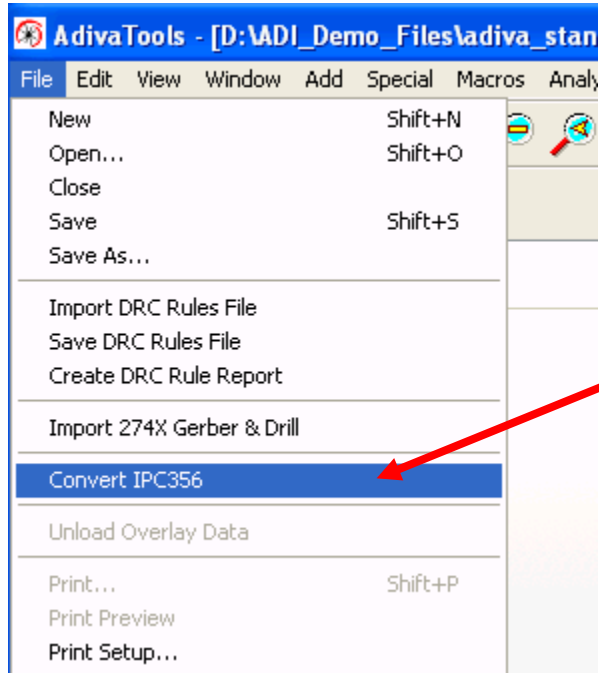 AdivaTools - [D:\ADI_Demo_Files\adiva_stan
File Edit View Window Add Special Macros Analy
New Shift+N
Open... Shift+O
Close
Save Shift+S
Save As...
Import DRC Rules File
Save DRC Rules File
Create DRC Rule Report
Import 274X Gerber & Drill
Convert IPC356
Unload Overlay Data
Print... Shift+P
Print Preview
Print Setup...